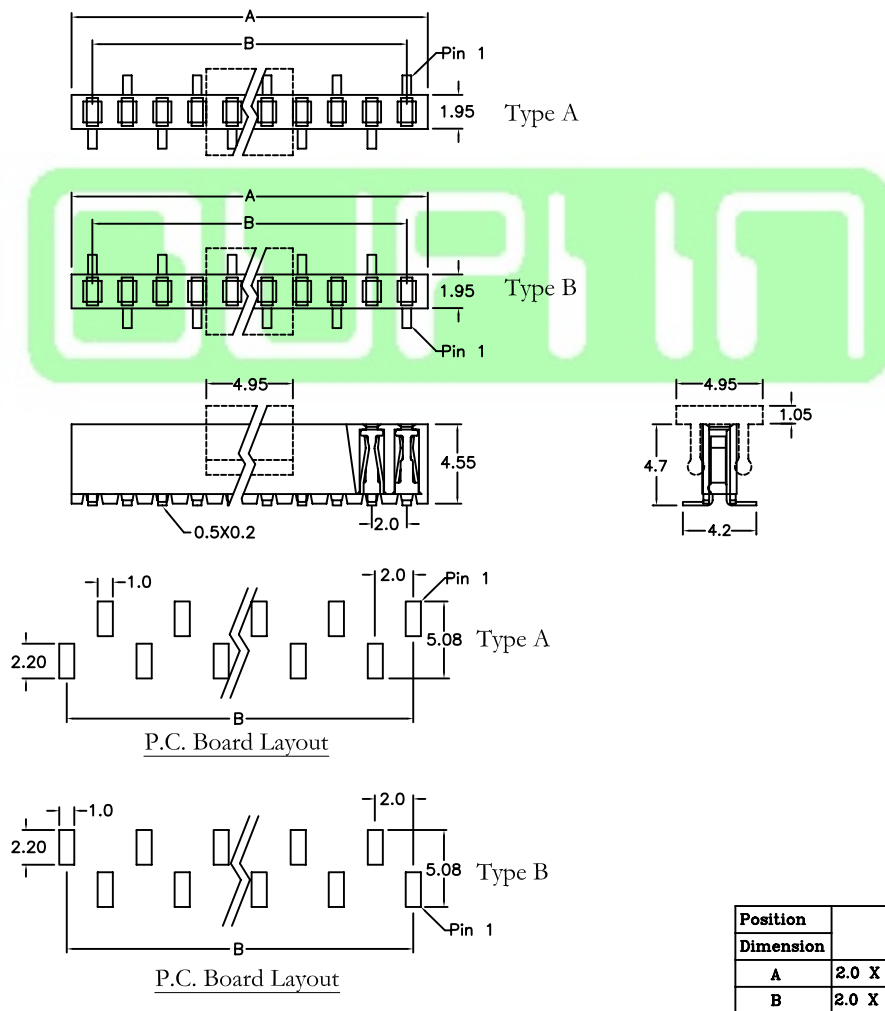 A
B
Pin 1
1.95
Type A
A
B
1.95
Type B
Pin 1
4.95
4.55
0.5X0.2
2.0
4.95
1.05
4.7
4.2
1.0
2.0
Pin 1
2.20
5.08
Type A
B
P.C. Board Layout
1.0
2.0
2.20
5.08
Type B
Pin 1
B
P.C. Board Layout
Position
Dimension
A 2.0 X
B 2.0 X